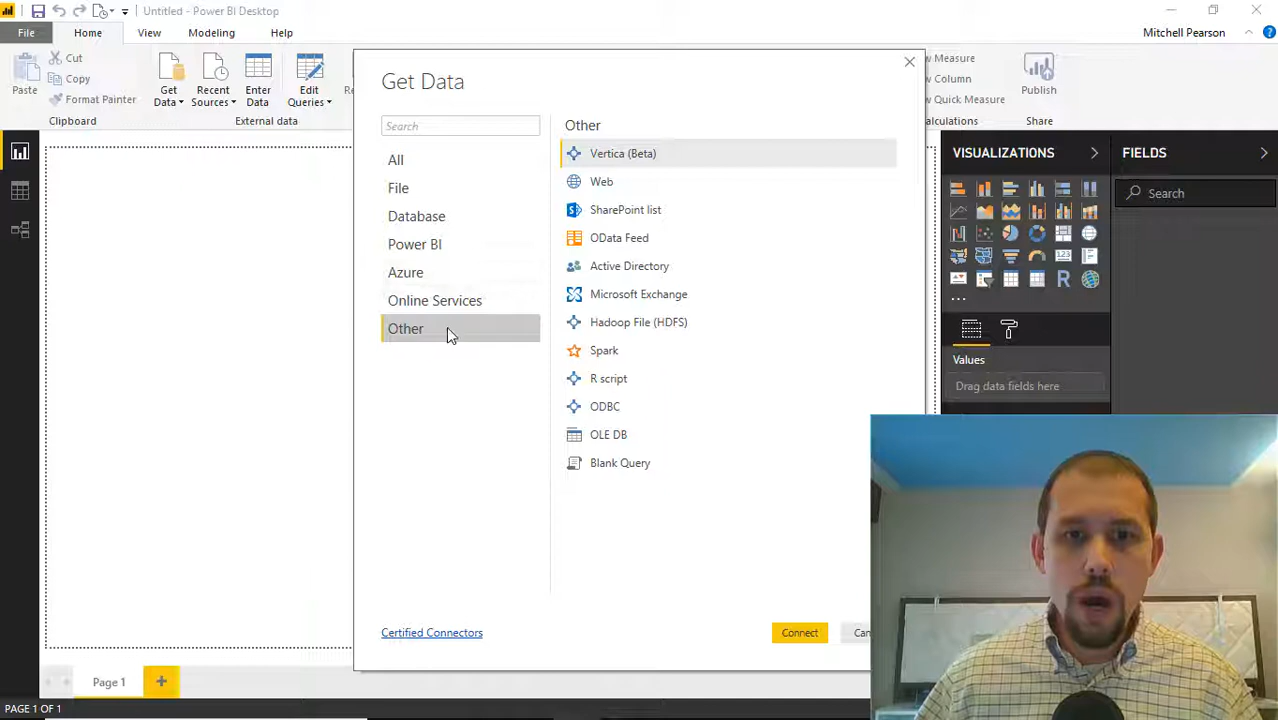 Untitled - Power BI Desktop
File
Home
View
Modeling
Help
Mitchell Pearson
Paste
Cut
Copy
Format Painter
Clipboard
Get
Data
Recent
Sources
Enter
Data
Edit
Queries
External data
Measure
Column
New Quick Measure
Publish
Share
Get Data
Search
All
File
Database
Power BI
Azure
Online Services
Other
Other
Vertica (Beta)
Web
SharePoint list
OData Feed
Active Directory
Microsoft Exchange
Hadoop File (HDFS)
Spark
R script
ODBC
OLE DB
Blank Query
Certified Connectors
Connect
VISUALIZATIONS
FIELDS
Search
Values
Drag data fields here
Page 1
PAGE 1 OF 1